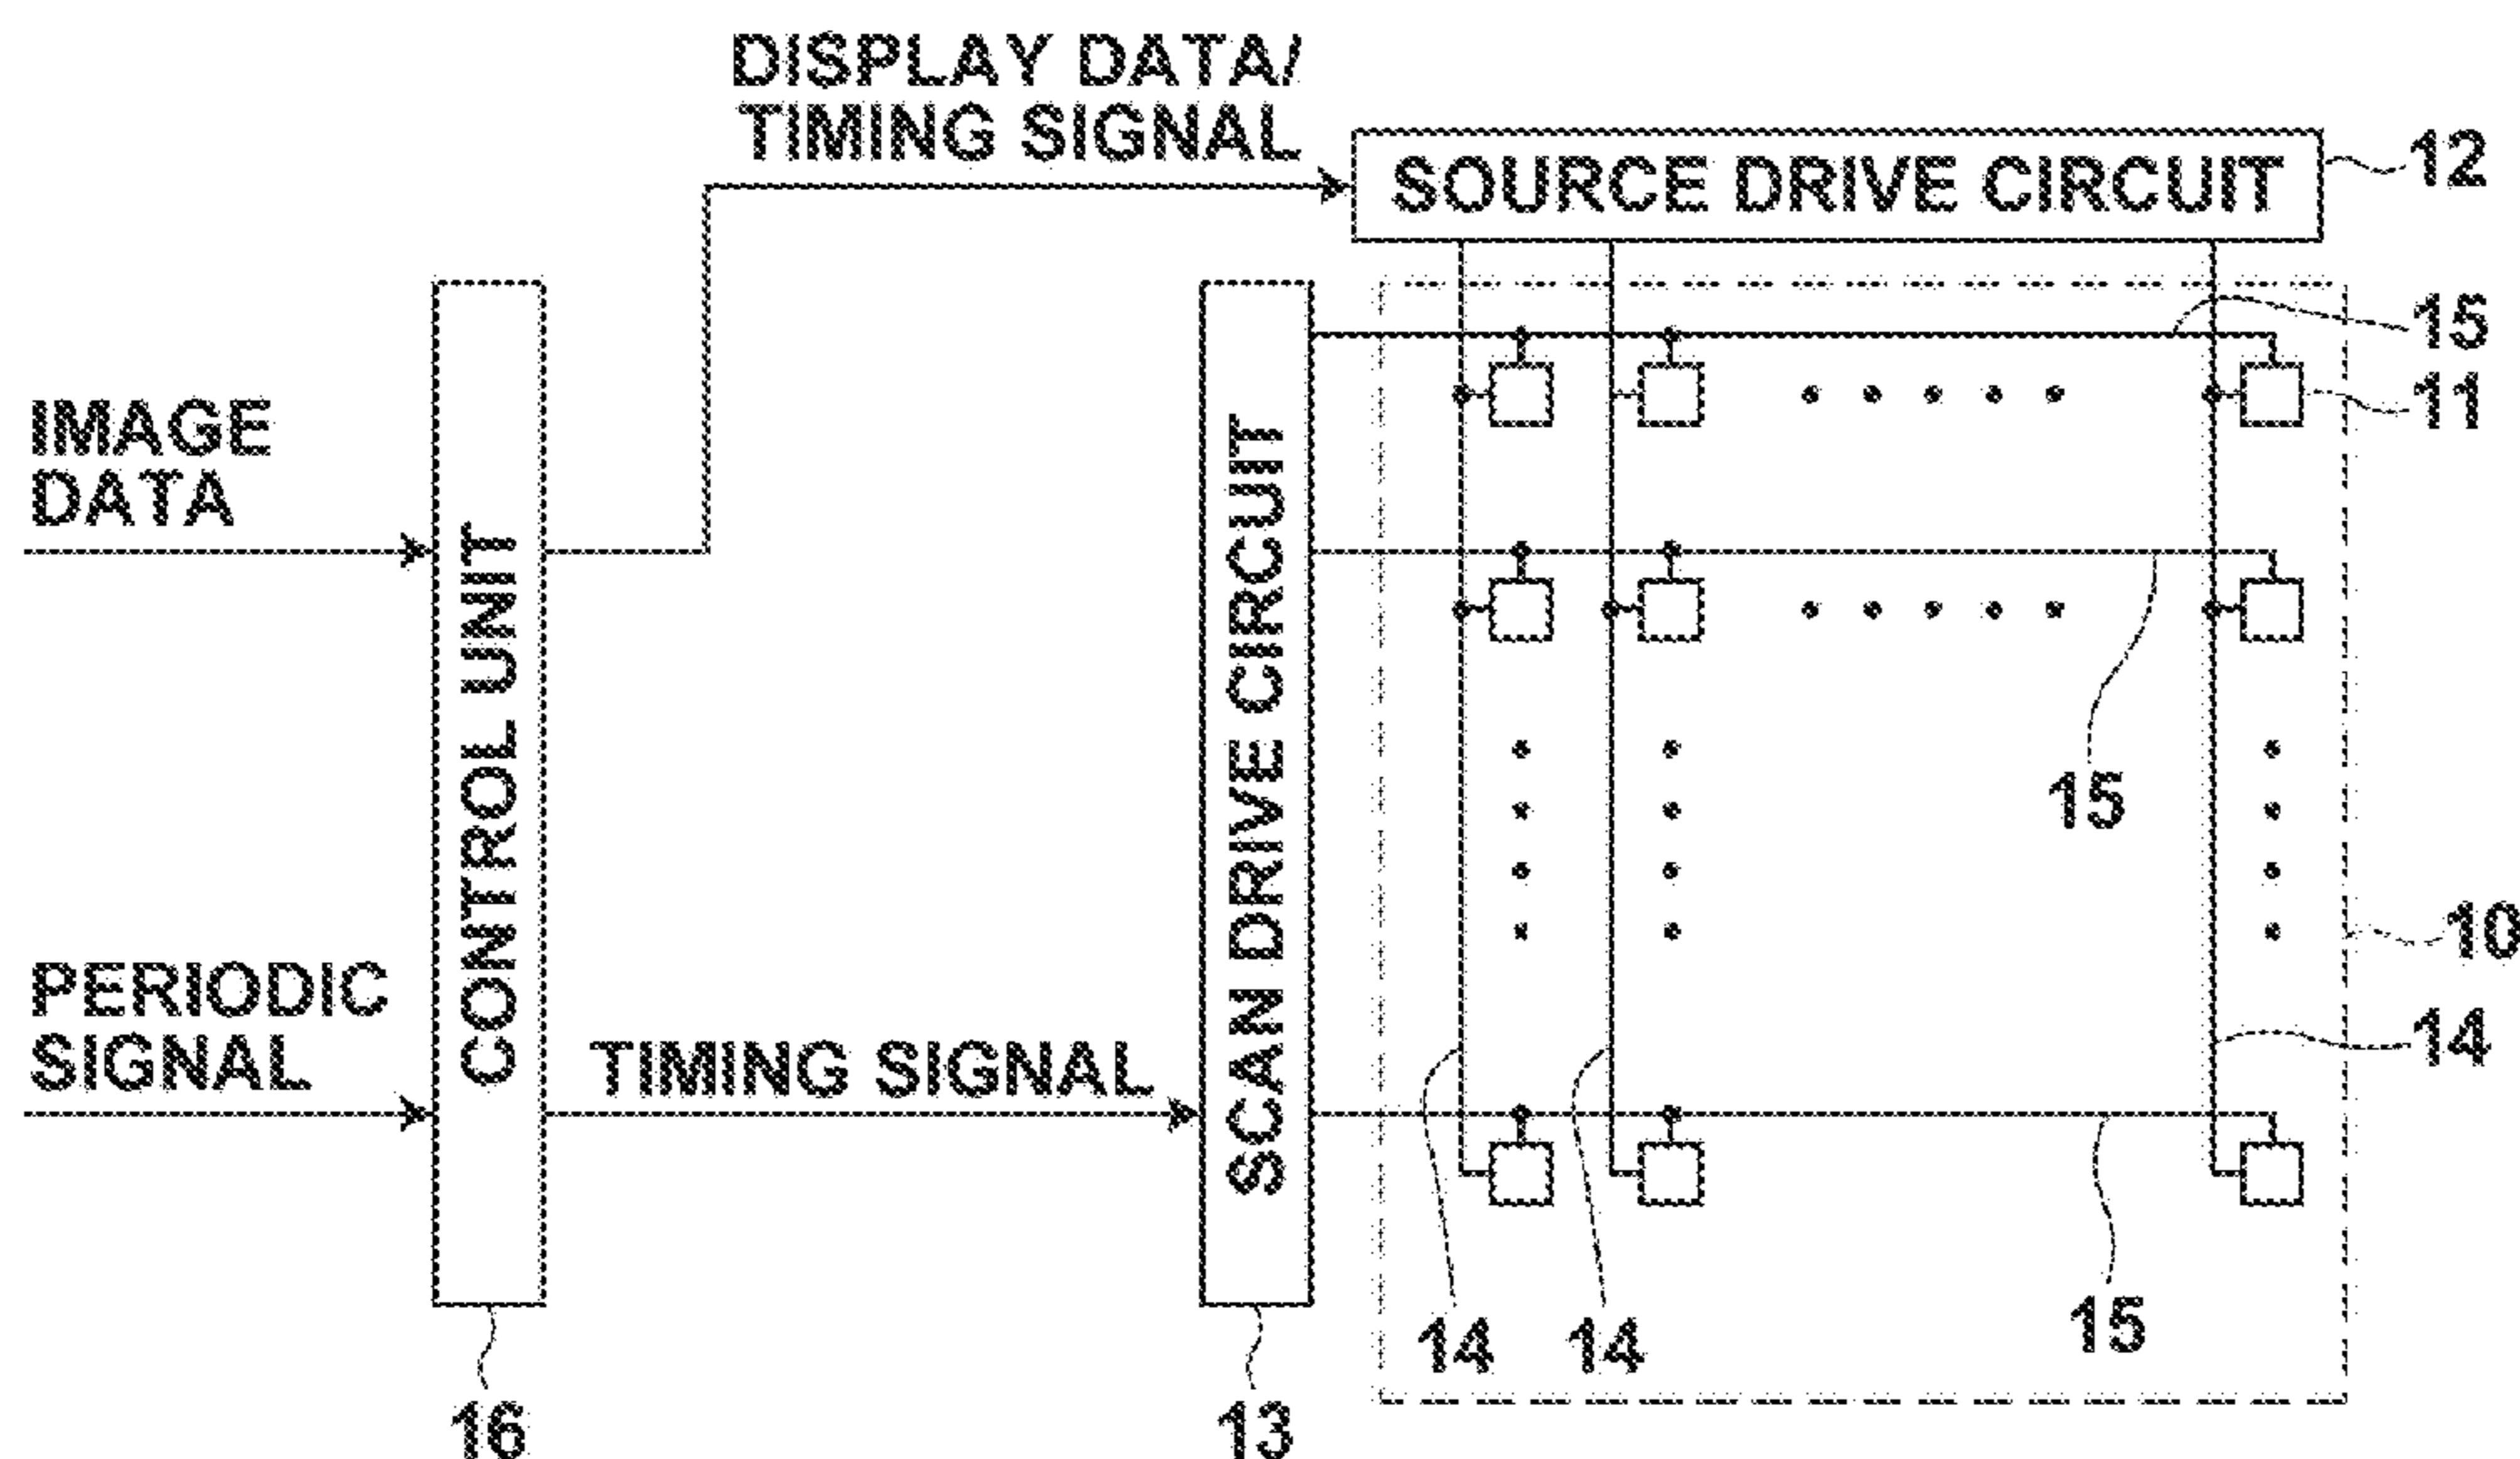 DISPLAY DATA/
TIMING SIGNAL
SOURCE DRIVE CIRCUIT
12
15
11
IMAGE
DATA
CONTROL UNIT
SCAN DRIVE CIRCUIT
15
10
PERIODIC
SIGNAL
TIMING SIGNAL
14
14
14
15
16
13